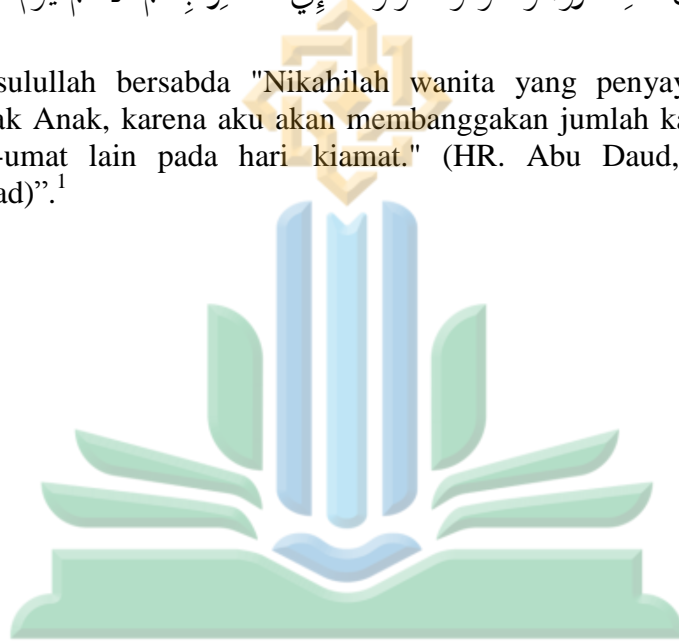 sulullah bersabda "Nikahilah wanita yang penyay
ak Anak, karena aku akan membanggakan jumlah ka
-umat lain pada hari kiamat." (HR. Abu Daud,
ad)”.¹